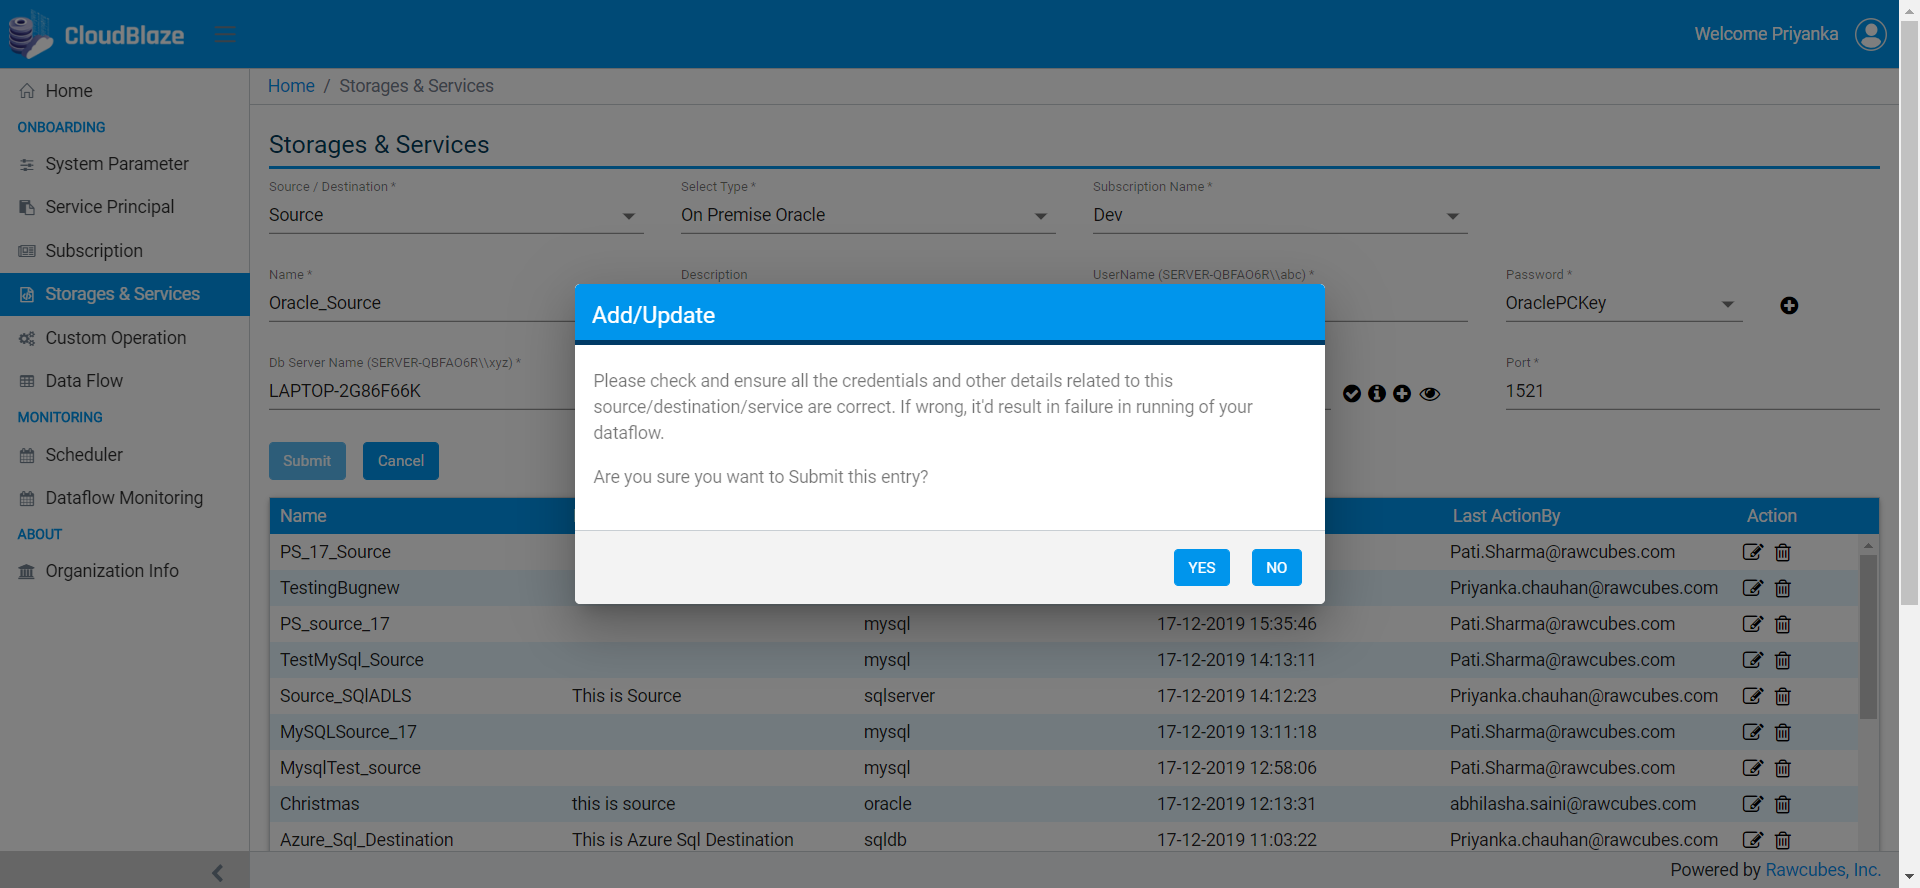 CloudBlaze
Welcome Priyanka
Home
ONBOARDING
System Parameter
Service Principal
Subscription
Storages & Services
Custom Operation
Data Flow
MONITORING
Scheduler
Dataflow Monitoring
ABOUT
Organization Info
Home / Storages & Services
Storages & Services
Source / Destination * Select Type * Subscription Name *
Source On Premise Oracle Dev
Name * Description UserName (SERVER-QBFAO6R\\abc) * Password *
Oracle_Source OraclePCKey
Db Server Name (SERVER-QBFAO6R\\xyz) * Port *
LAPTOP-2G86F66K 1521
Submit Cancel
Add/Update
Please check and ensure all the credentials and other details related to this
source/destination/service are correct. If wrong, it'd result in failure in running of your
dataflow.
Are you sure you want to Submit this entry?
YES NO
Name Last ActionBy Action
PS_17_Source Pati.Sharma@rawcubes.com
TestingBugnew Priyanka.chauhan@rawcubes.com
PS_source_17 mysql 17-12-2019 15:35:46 Pati.Sharma@rawcubes.com
TestMySql_Source mysql 17-12-2019 14:13:11 Pati.Sharma@rawcubes.com
Source_SQlADLS This is Source sqlserver 17-12-2019 14:12:23 Priyanka.chauhan@rawcubes.com
MySQLSource_17 mysql 17-12-2019 13:11:18 Pati.Sharma@rawcubes.com
MysqlTest_source mysql 17-12-2019 12:58:06 Pati.Sharma@rawcubes.com
Christmas this is source oracle 17-12-2019 12:13:31 abhilasha.saini@rawcubes.com
Azure_Sql_Destination This is Azure Sql Destination sqldb 17-12-2019 11:03:22 Priyanka.chauhan@rawcubes.com
Powered by Rawcubes, Inc.